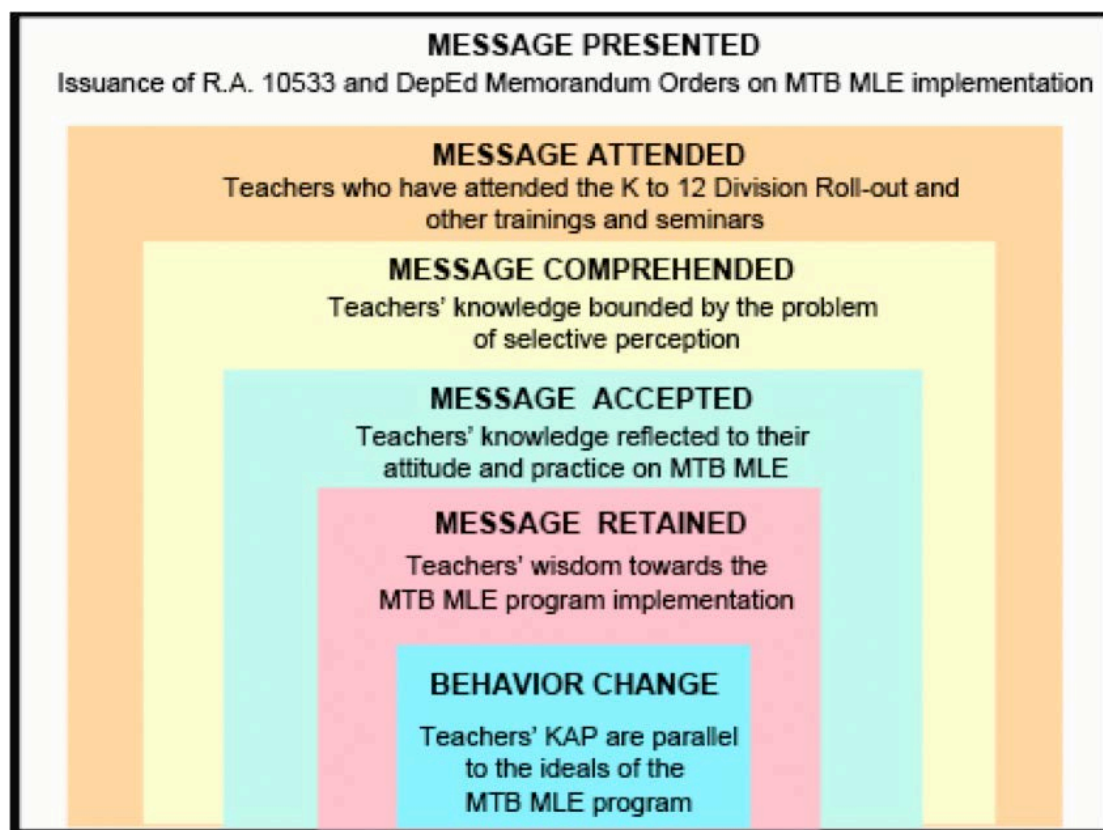 MESSAGE PRESENTED
Issuance of R.A. 10533 and DepEd Memorandum Orders on MTB MLE implementation
MESSAGE ATTENDED
Teachers who have attended the K to 12 Division Roll-out and
other trainings and seminars
MESSAGE COMPREHENDED
Teachers' knowledge bounded by the problem
of selective perception
MESSAGE ACCEPTED
Teachers' knowledge reflected to their
attitude and practice on MTB MLE
MESSAGE RETAINED
Teachers' wisdom towards the
MTB MLE program implementation
BEHAVIOR CHANGE
Teachers' KAP are parallel
to the ideals of the
MTB MLE program